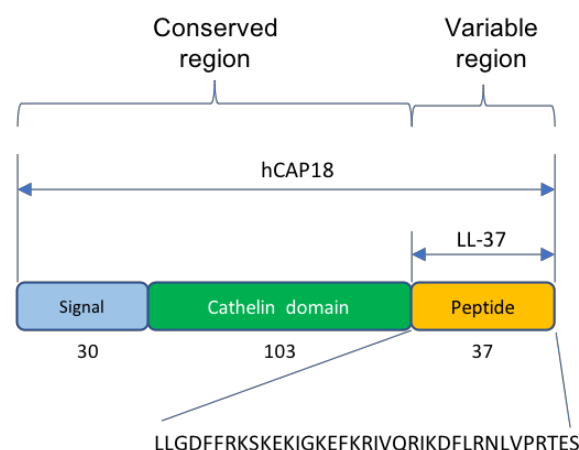 Conserved
region
Variable
region
hCAP18
LL-37
Signal
Cathelin domain
Peptide
30
103
37
LLGDFFRKSKEKIGKEFKRIVQRIKDFLRNLVPRTES